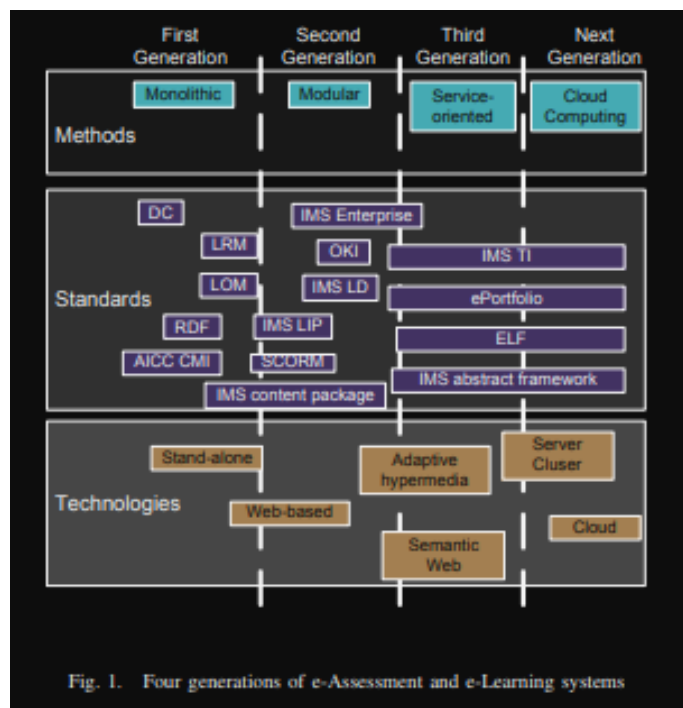 First Generation
Second Generation
Third Generation
Next Generation
Methods
Monolithic
Modular
Service-oriented
Cloud Computing
Standards
DC
IMS Enterprise
LRM
OKI
IMS TI
LOM
IMS LD
ePortfolio
RDF
IMS LIP
ELF
AICC CMI
SCORM
IMS abstract framework
IMS content package
Technologies
Stand-alone
Adaptive hypermedia
Server Cluser
Web-based
Cloud
Semantic Web
Fig. 1. Four generations of e-Assessment and e-Learning systems